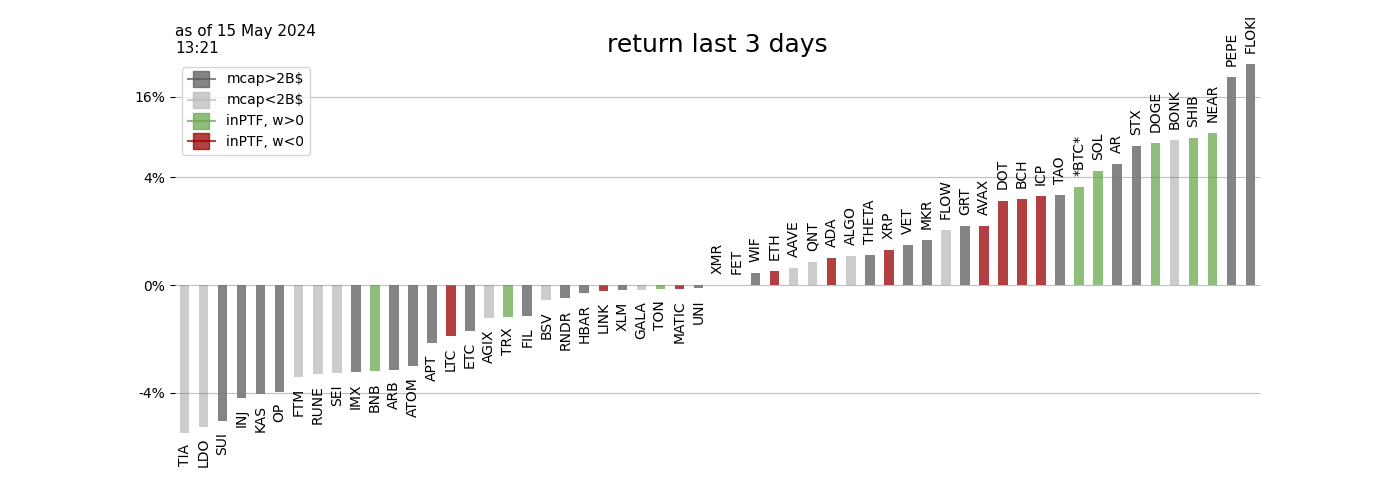 as of 15 May 2024
13:21
return last 3 days
mcap>2B$
mcap<2B$
inPTF, w>0
inPTF, w<0
16%
4%
0%
-4%
TIA
LDO
SUI
INJ
KAS
OP
FTM
RUNE
SEI
IMX
BNB
ARB
ATOM
APT
LTC
ETC
AGIX
TRX
FIL
BSV
RNDR
HBAR
LINK
XLM
GALA
TON
MATIC
UNI
XMR
FET
WIF
ETH
AAVE
QNT
ADA
ALGO
THETA
XRP
VET
MKR
FLOW
GRT
AVAX
DOT
BCH
ICP
TAO
*BTC*
SOL
AR
STX
DOGE
BONK
SHIB
NEAR
PEPE
FLOKI